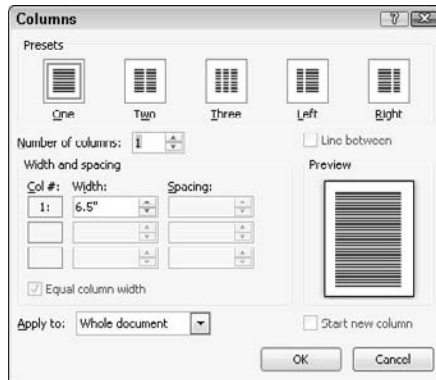 Columns
Presets
One Two Three Left Right
Number of columns: 1 Line between
Width and spacing Preview
Col #: Width: Spacing:
1: 6.5"
Equal column width
Apply to: Whole document Start new column
OK Cancel